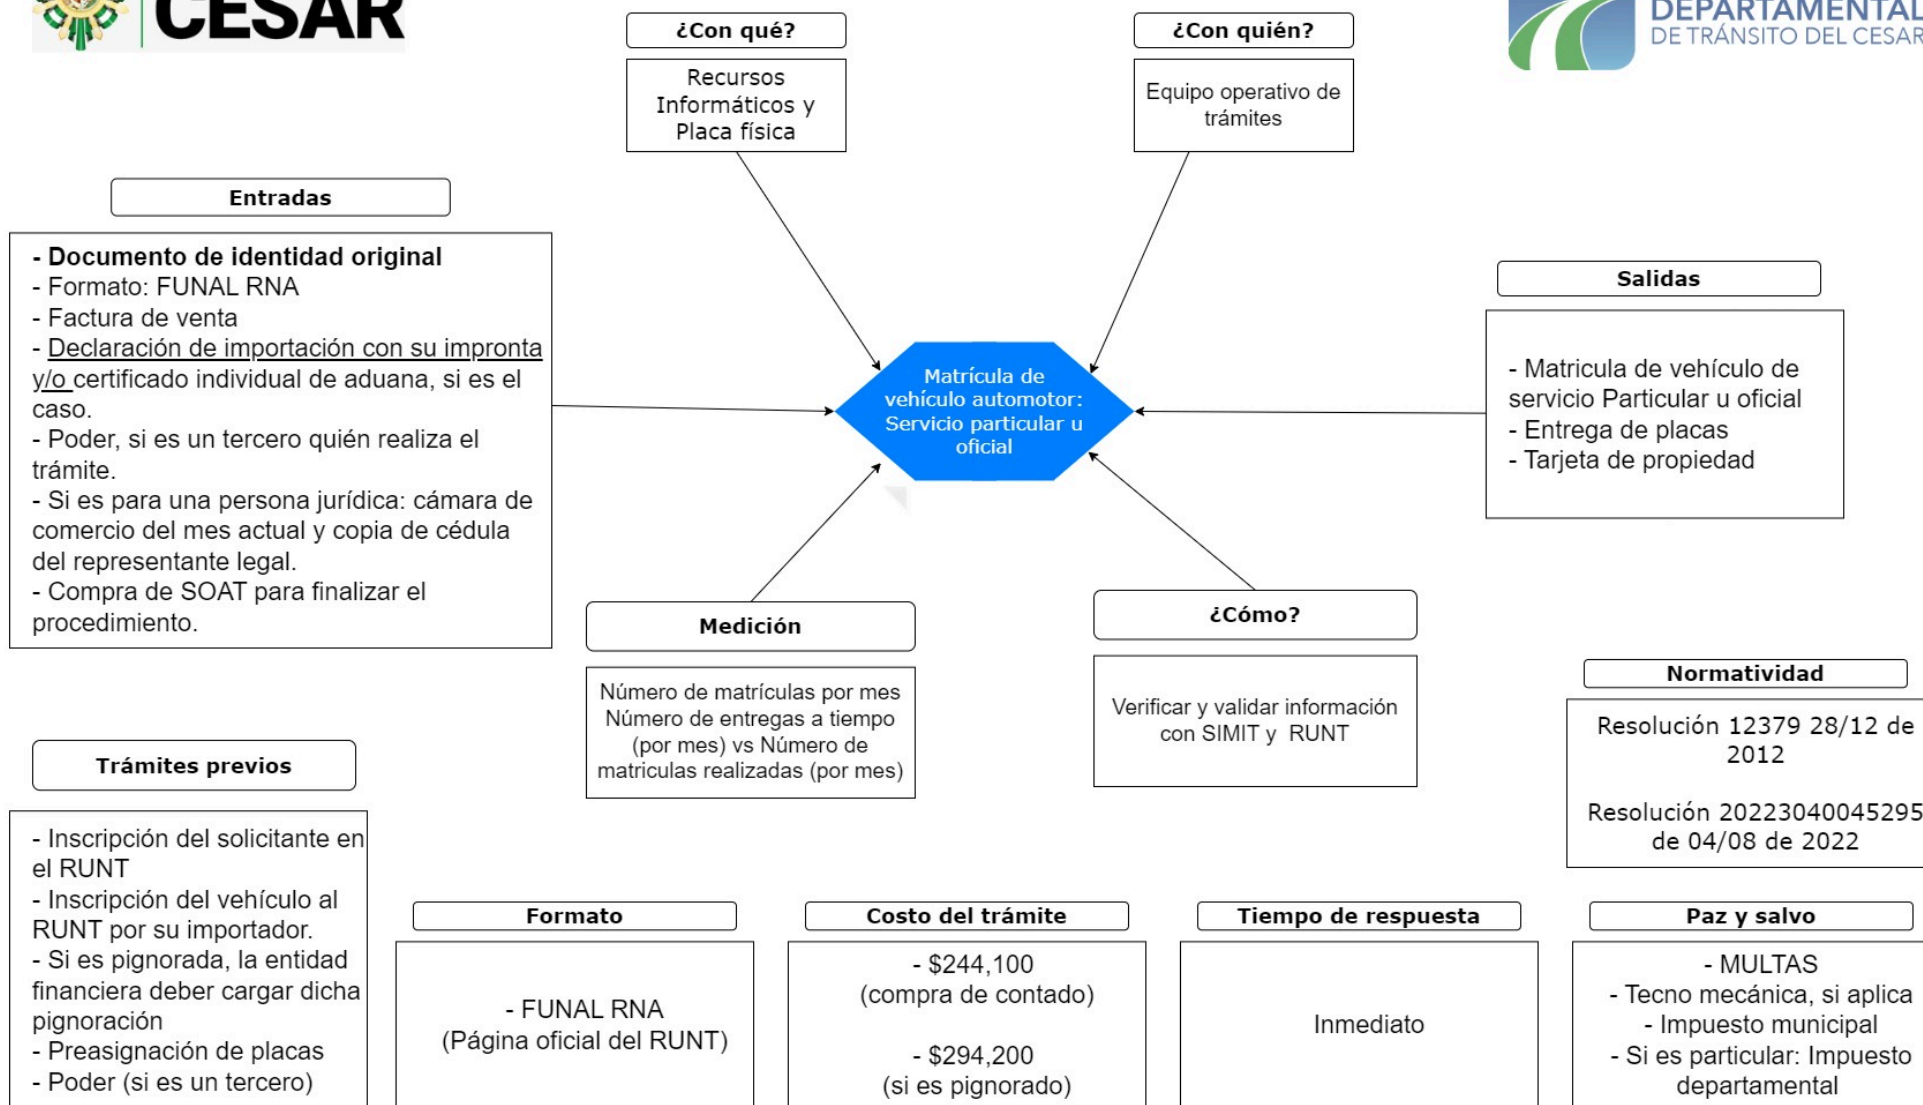 CESAR
DEPARTAMENTAL
DE TRÁNSITO DEL CESAR
¿Con qué?
Recursos
Informáticos y
Placa física
¿Con quién?
Equipo operativo de
trámites
Entradas
- Documento de identidad original
- Formato: FUNAL RNA
- Factura de venta
- Declaración de importación con su impronta
y/o certificado individual de aduana, si es el
caso.
- Poder, si es un tercero quién realiza el
trámite.
- Si es para una persona jurídica: cámara de
comercio del mes actual y copia de cédula
del representante legal.
- Compra de SOAT para finalizar el
procedimiento.
Matrícula de
vehículo automotor:
Servicio particular u
oficial
Salidas
- Matricula de vehículo de
servicio Particular u oficial
- Entrega de placas
- Tarjeta de propiedad
Medición
Número de matrículas por mes
Número de entregas a tiempo
(por mes) vs Número de
matriculas realizadas (por mes)
¿Cómo?
Verificar y validar información
con SIMIT y RUNT
Normatividad
Resolución 12379 28/12 de
2012
Resolución 20223040045295
de 04/08 de 2022
Trámites previos
- Inscripción del solicitante en
el RUNT
- Inscripción del vehículo al
RUNT por su importador.
- Si es pignorada, la entidad
financiera deber cargar dicha
pignoración
- Preasignación de placas
- Poder (si es un tercero)
Formato
- FUNAL RNA
(Página oficial del RUNT)
Costo del trámite
- $244,100
(compra de contado)
- $294,200
(si es pignorado)
Tiempo de respuesta
Inmediato
Paz y salvo
- MULTAS
- Tecno mecánica, si aplica
- Impuesto municipal
- Si es particular: Impuesto
departamental